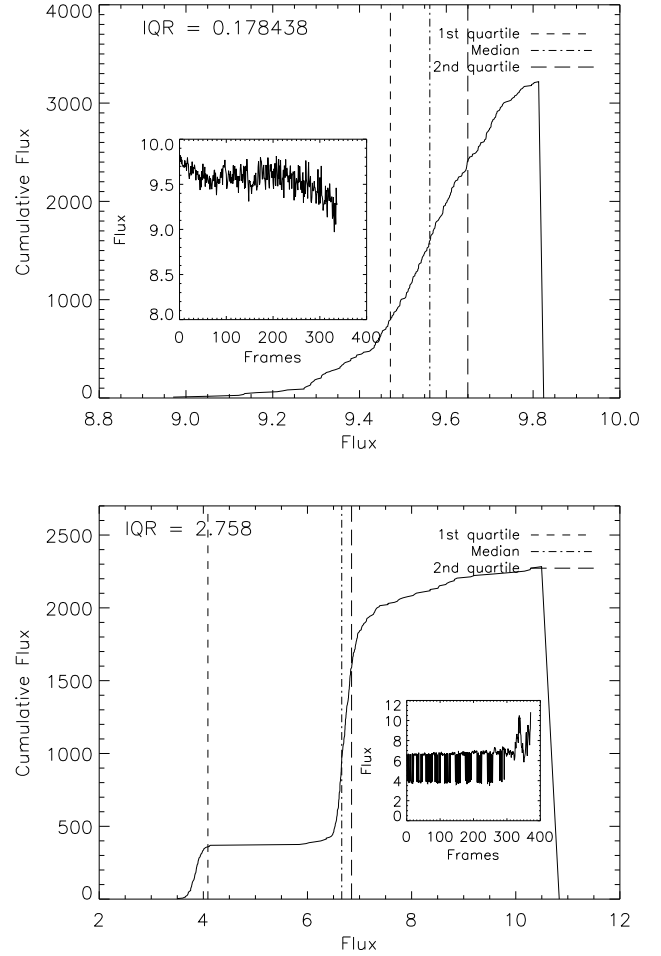 IQR = 0.178438
1st quartile
Median
2nd quartile
4000
3000
2000
1000
0
Cumulative Flux
10.0
9.5
9.0
8.5
8.0
Flux
0 100 200 300 400
Frames
8.8 9.0 9.2 9.4 9.6 9.8 10.0
Flux
IQR = 2.758
1st quartile
Median
2nd quartile
2500
2000
1500
1000
500
0
Cumulative Flux
12
10
8
6
4
2
0
Flux
0 100 200 300 400
Frames
2 4 6 8 10 12
Flux